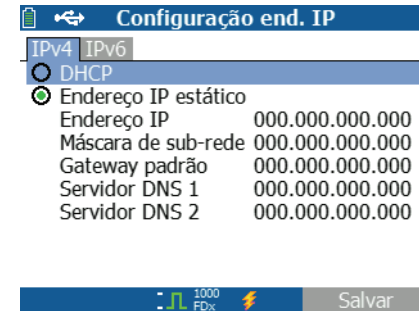 Configuração end. IP
IPv4 IPv6
DHCP
Endereço IP estático
Endereço IP 000.000.000.000
Máscara de sub-rede 000.000.000.000
Gateway padrão 000.000.000.000
Servidor DNS 1 000.000.000.000
Servidor DNS 2 000.000.000.000
1000
FDx
Salvar